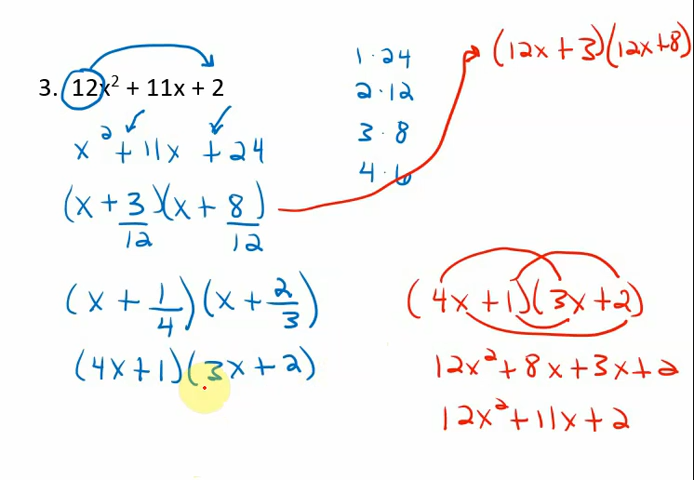 3. 12x² + 11x + 2
x² + 11x + 24
(x + 3/12)(x + 8/12)
(x + 1/4)(x + 2/3)
(4x + 1)(3x + 2)
1 · 24
2 · 12
3 · 8
4 · 6
(12x + 3)(12x + 8)
(4x + 1)(3x + 2)
12x² + 8x + 3x + 2
12x² + 11x + 2